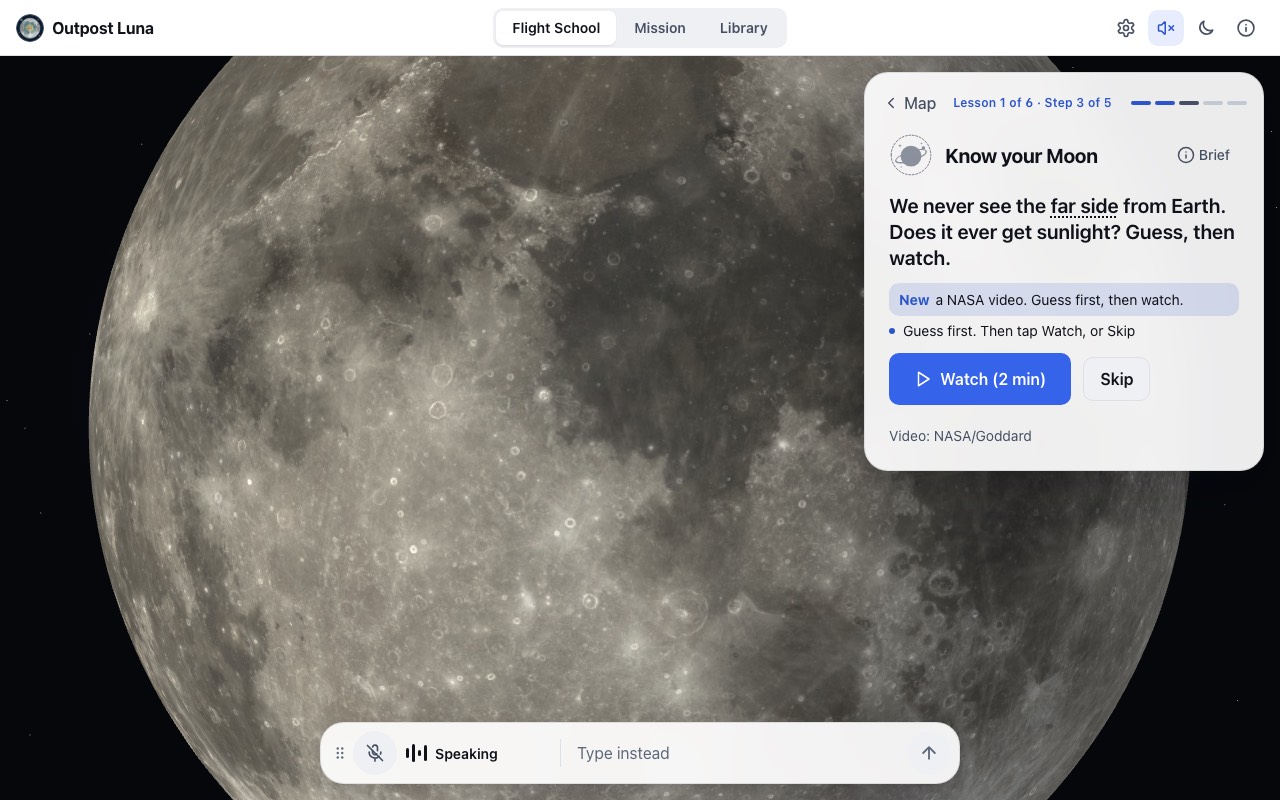 Outpost Luna
Flight School
Mission
Library
Map
Lesson 1 of 6 · Step 3 of 5
Know your Moon
Brief
We never see the far side from Earth.
Does it ever get sunlight? Guess, then
watch.
New a NASA video. Guess first, then watch.
Guess first. Then tap Watch, or Skip
Watch (2 min)
Skip
Video: NASA/Goddard
Speaking
Type instead